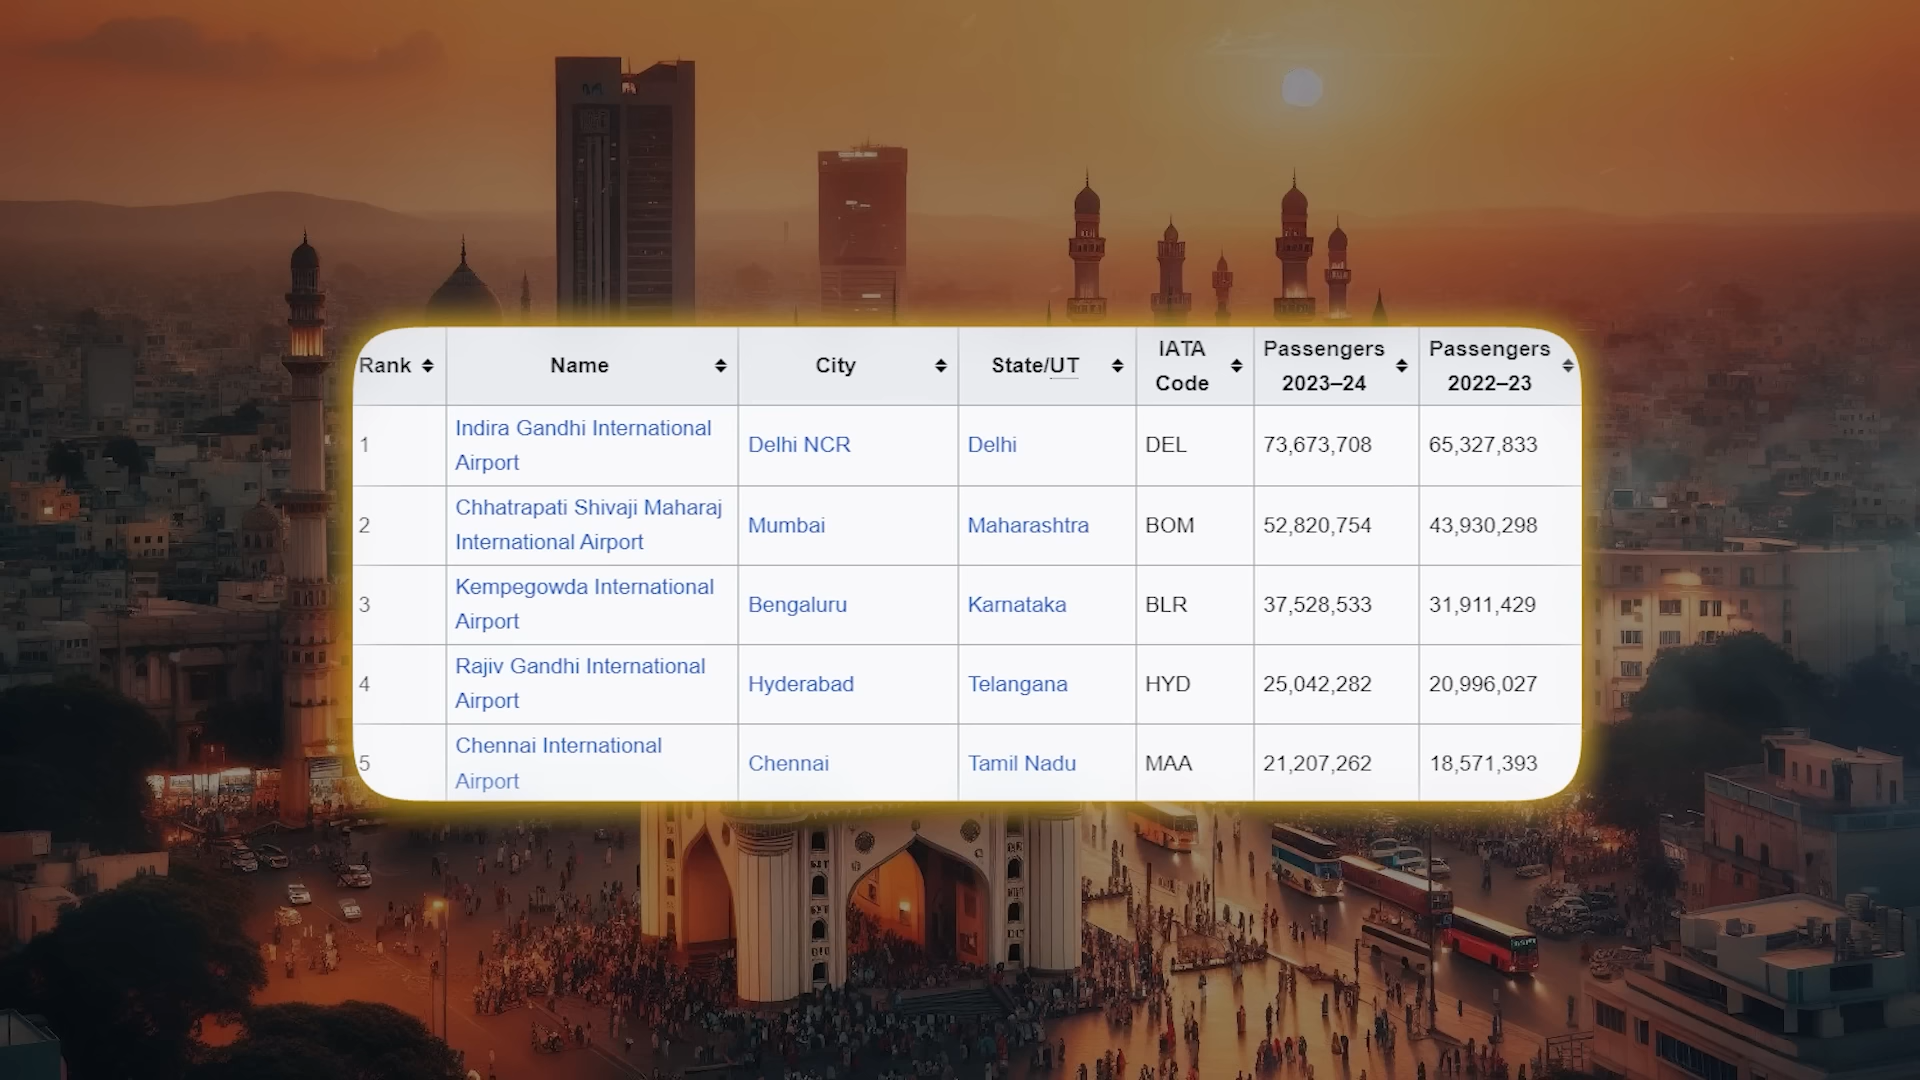 Rank Name City State/UT IATA Code Passengers 2023–24 Passengers 2022–23
1 Indira Gandhi International Airport Delhi NCR Delhi DEL 73,673,708 65,327,833
2 Chhatrapati Shivaji Maharaj International Airport Mumbai Maharashtra BOM 52,820,754 43,930,298
3 Kempegowda International Airport Bengaluru Karnataka BLR 37,528,533 31,911,429
4 Rajiv Gandhi International Airport Hyderabad Telangana HYD 25,042,282 20,996,027
5 Chennai International Airport Chennai Tamil Nadu MAA 21,207,262 18,571,393